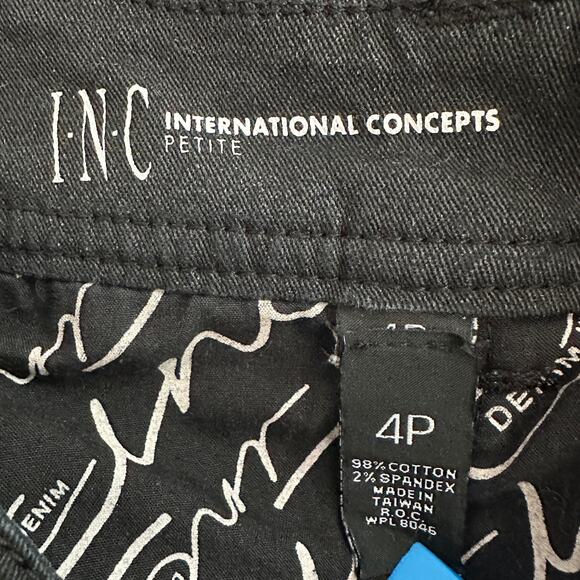 I·N·C INTERNATIONAL CONCEPTS
PETITE
4P
98% COTTON
2% SPANDEX
MADE IN
TAIWAN
R.O.C.
WPL 8046
DENIM
DENIM